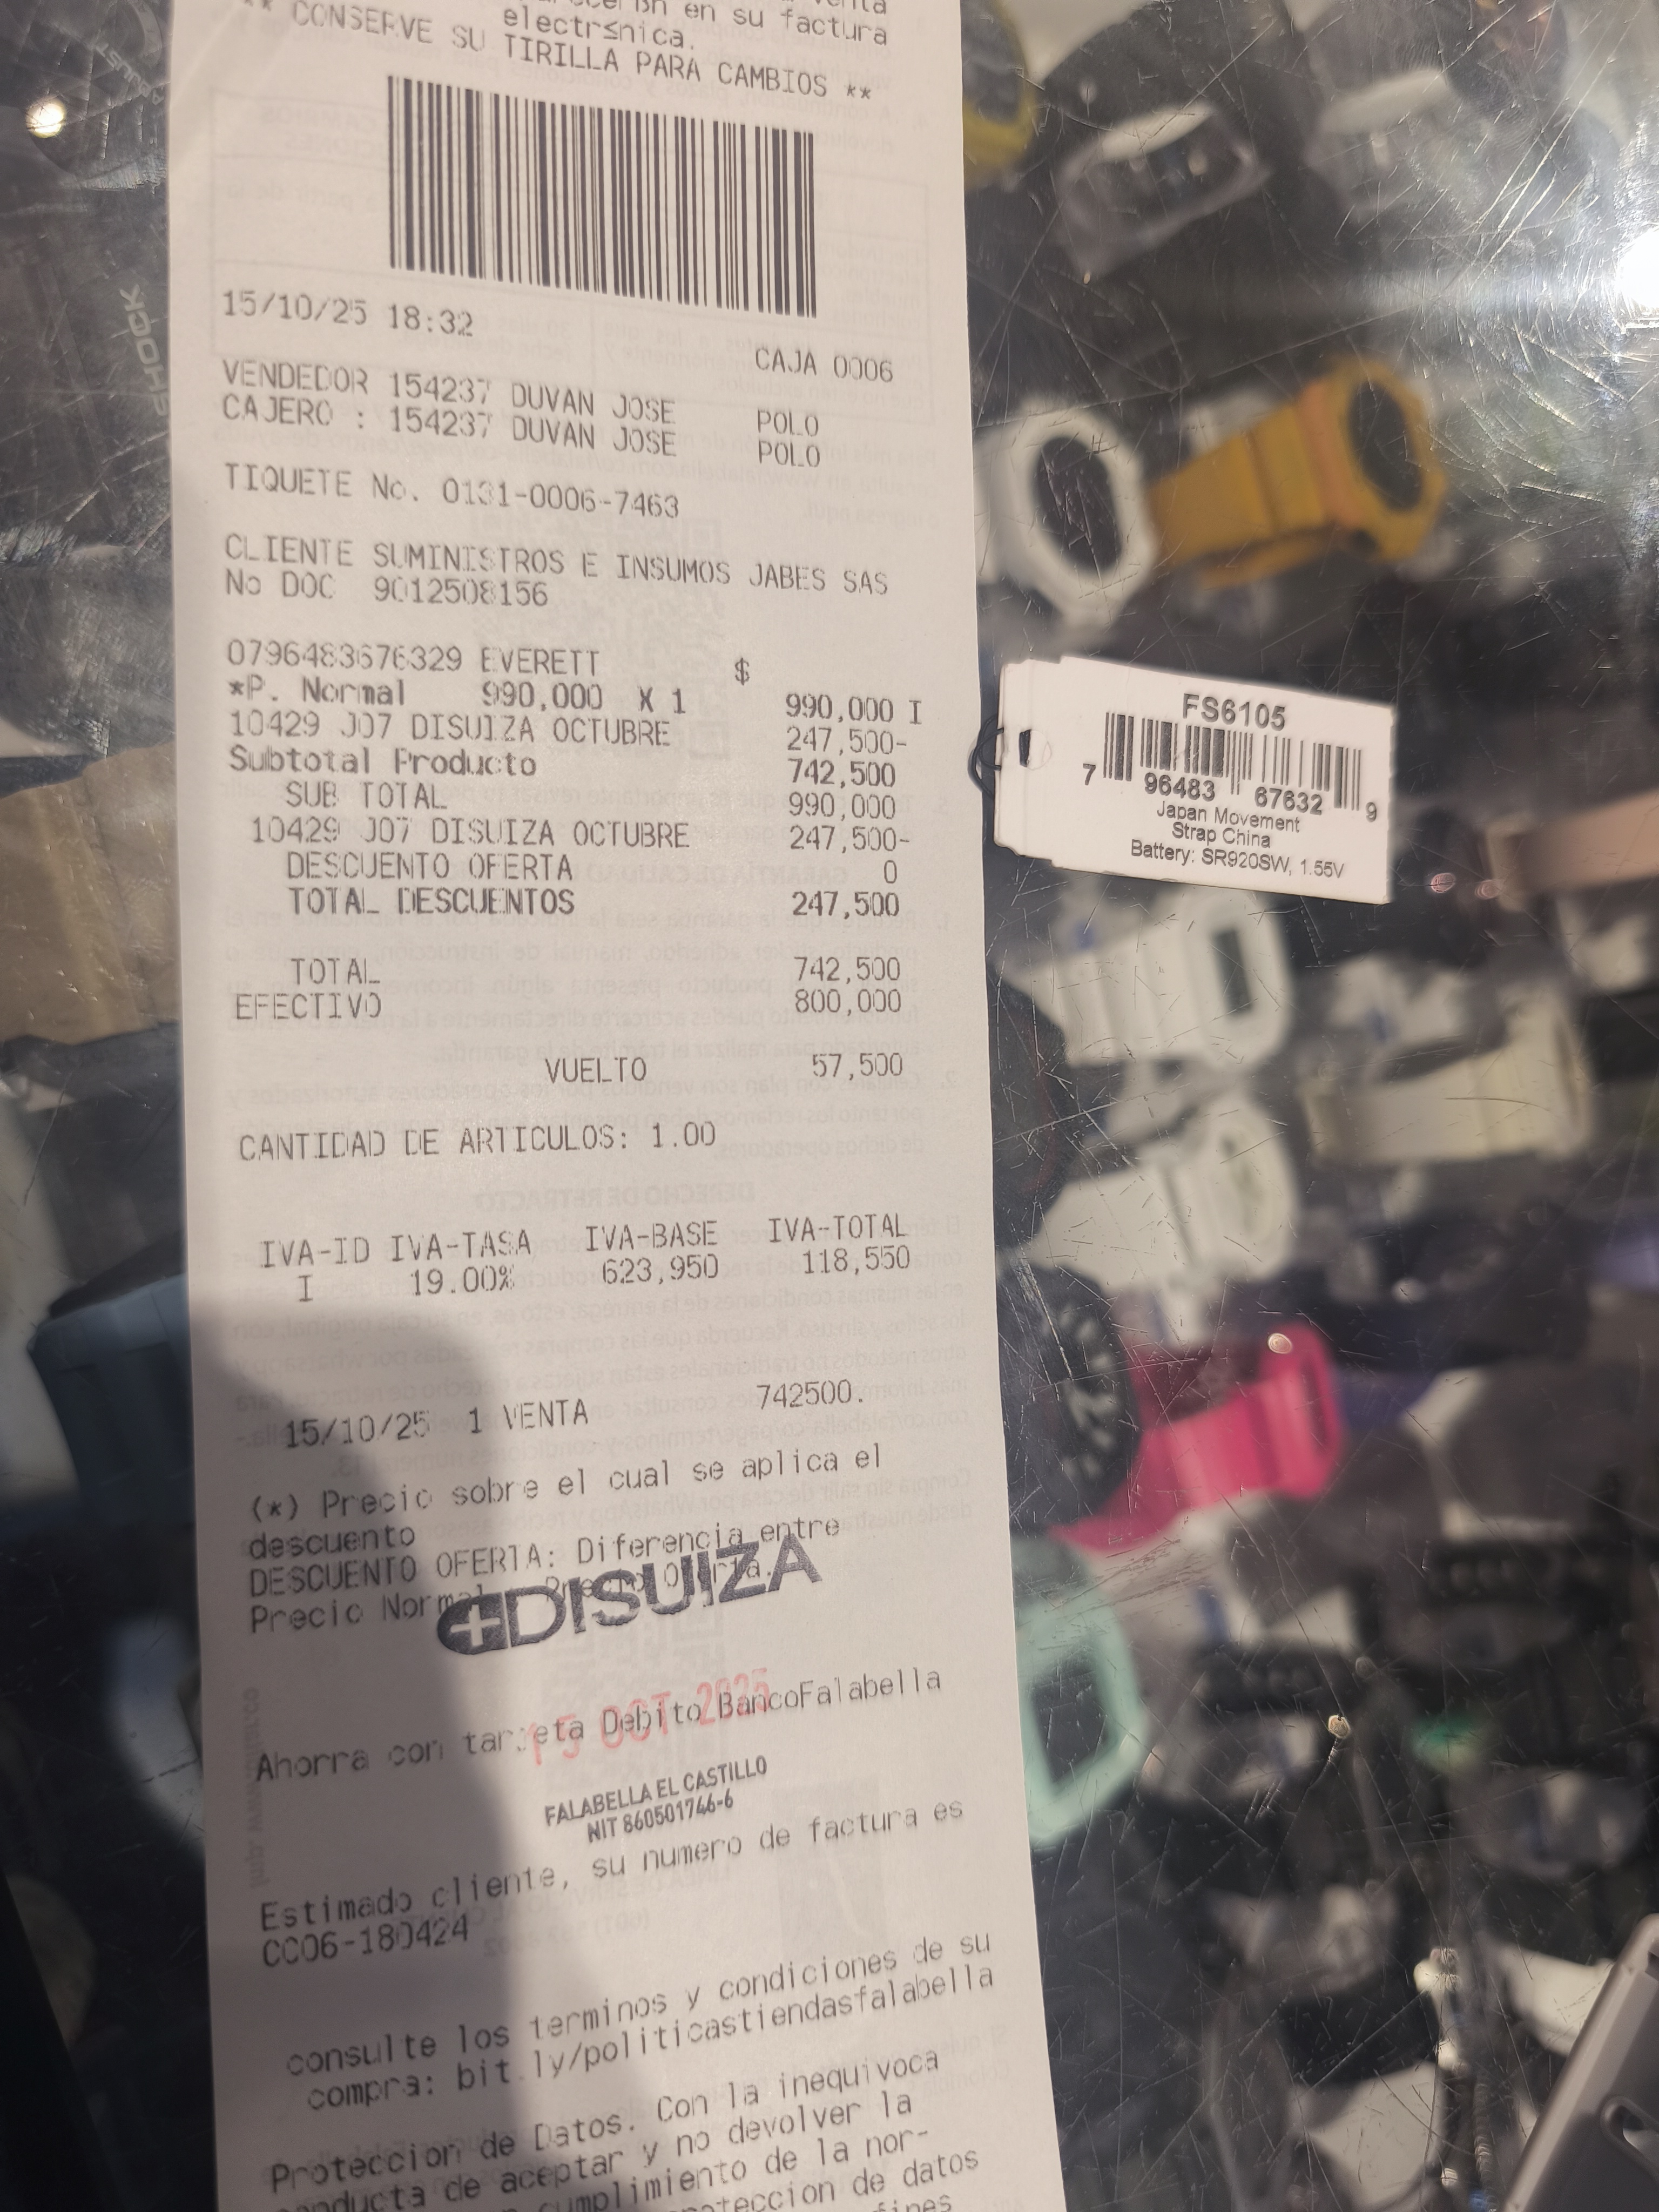 en su factura
electr≤nica.
** CONSERVE SU TIRILLA PARA CAMBIOS **
15/10/25 18:32
CAJA 0006
VENDEDOR 154237 DUVAN JOSE POLO
CAJERO : 154237 DUVAN JOSE POLO
TIQUETE No. 0131-0006-7463
CLIENTE SUMINISTROS E INSUMOS JABES SAS
No DOC 9012508156
0796483676329 EVERETT $
*P. Normal 990,000 X 1 990,000 I
10429 J07 DISUIZA OCTUBRE 247,500-
Subtotal Producto 742,500
SUB TOTAL 990,000
10429 J07 DISUIZA OCTUBRE 247,500-
DESCUENTO OFERTA 0
TOTAL DESCUENTOS 247,500
TOTAL 742,500
EFECTIVO 800,000
VUELTO 57,500
CANTIDAD DE ARTICULOS: 1.00
IVA-ID IVA-TASA IVA-BASE IVA-TOTAL
I 19.00% 623,950 118,550
15/10/25 1 VENTA 742500.
(*) Precio sobre el cual se aplica el
descuento
DESCUENTO OFERTA: Diferencia entre
Precio Normal
DISUIZA
15 OCT 2025
Ahorra con tarjeta Debito BancoFalabella
FALABELLA EL CASTILLO
NIT 860501746-6
Estimado cliente, su numero de factura es
CC06-180424
consulte los terminos y condiciones de su
compra: bit.ly/politicastiendasfalabella
Proteccion de Datos. Con la inequivoca
conducta de aceptar y no devolver la
cumplimiento de la nor-
proteccion de datos
fines
FS6105
7 96483 67632 9
Japan Movement
Strap China
Battery: SR920SW, 1.55V
SHOCK